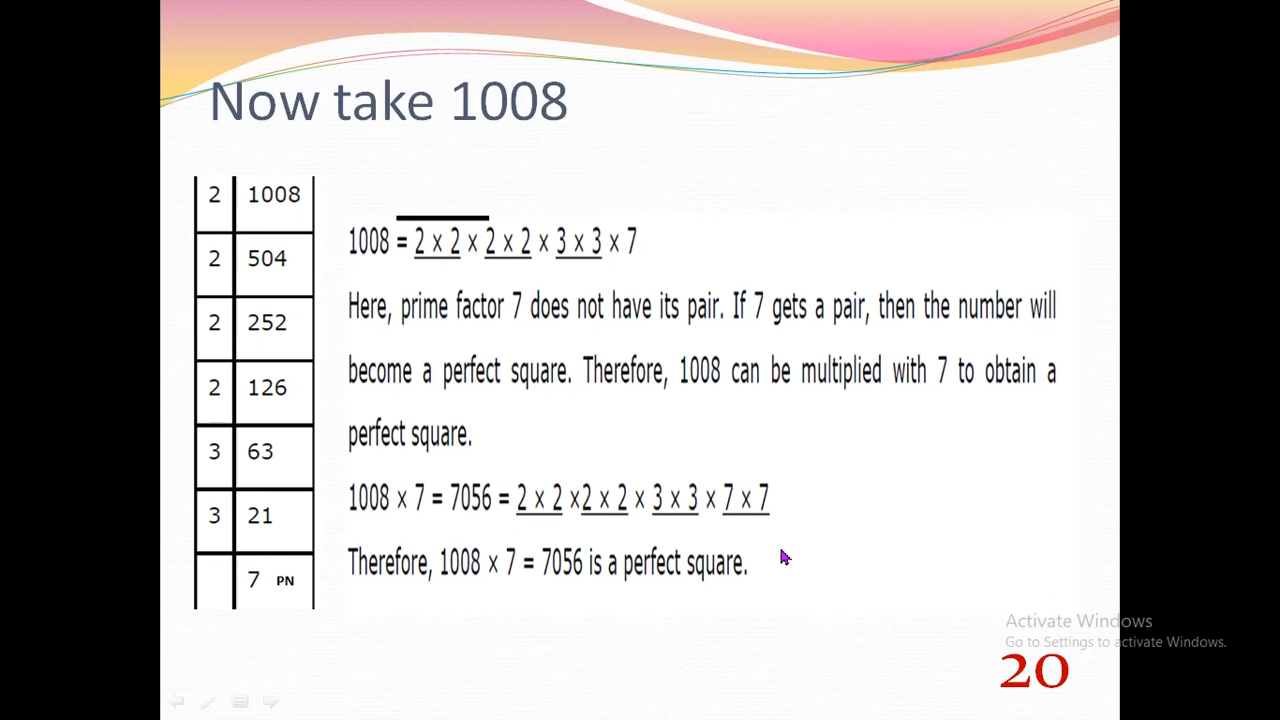 Now take 1008
2 1008
2 504
2 252
2 126
3 63
3 21
7 PN
1008 = 2 × 2 × 2 × 2 × 3 × 3 × 7
Here, prime factor 7 does not have its pair. If 7 gets a pair, then the number will
become a perfect square. Therefore, 1008 can be multiplied with 7 to obtain a
perfect square.
1008 × 7 = 7056 = 2 × 2 ×2 × 2 × 3 × 3 × 7 × 7
Therefore, 1008 × 7 = 7056 is a perfect square.
Activate Windows
Go to Settings to activate Windows.
20